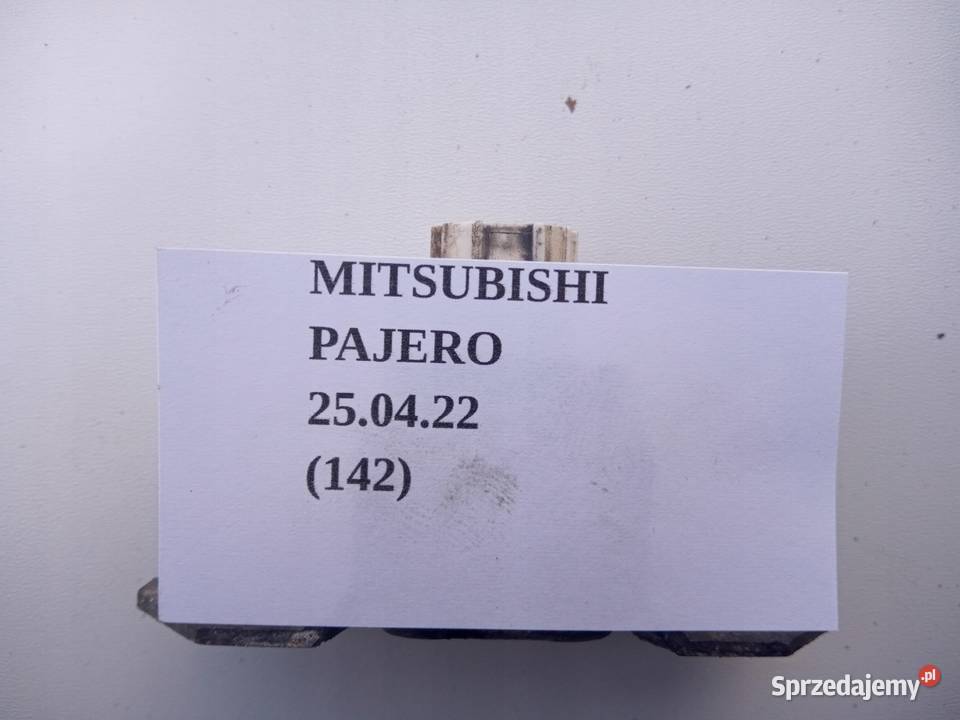 MITSUBISHI
PAJERO
25.04.22
(142)
Sprzedajemy.pl